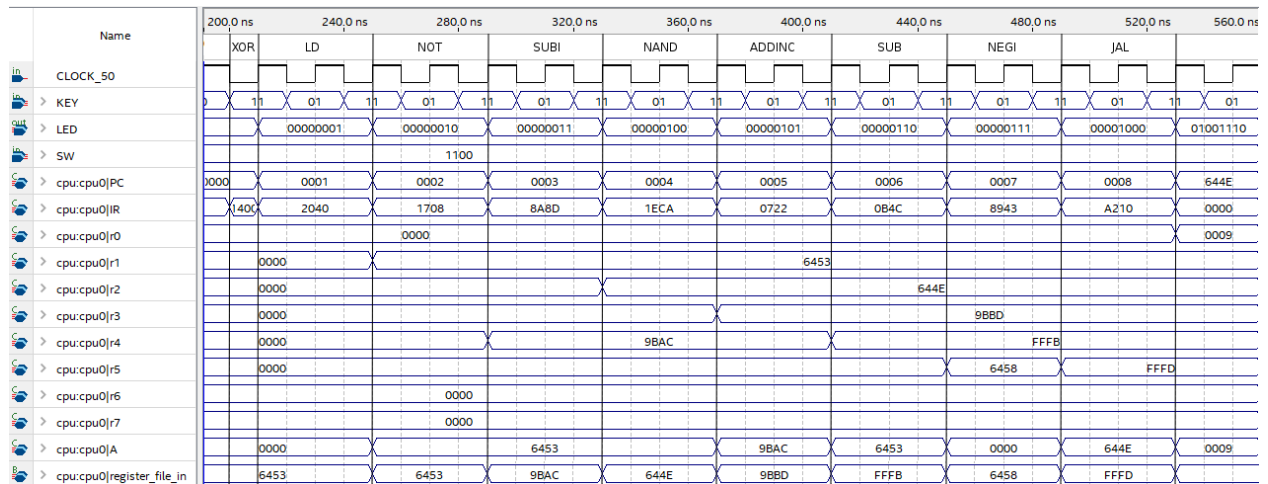 Name
200.0 ns 240.0 ns 280.0 ns 320.0 ns 360.0 ns 400.0 ns 440.0 ns 480.0 ns 520.0 ns 560.0 ns
XOR LD NOT SUBI NAND ADDINC SUB NEGI JAL
in CLOCK_50
in > KEY 11 01 11 01 11 01 11 01 11 01 11 01 11 01 11 01 11 01
out > LED 00000001 00000010 00000011 00000100 00000101 00000110 00000111 00001000 01001110
in > SW 1100
> cpu:cpu0|PC 0000 0001 0002 0003 0004 0005 0006 0007 0008 644E
> cpu:cpu0|IR 2040 1708 8A8D 1ECA 0722 0B4C 8943 A210 0000
> cpu:cpu0|r0 0000 0009
> cpu:cpu0|r1 0000 6453
> cpu:cpu0|r2 0000 644E
> cpu:cpu0|r3 0000 9BBD
> cpu:cpu0|r4 0000 9BAC FFFB
> cpu:cpu0|r5 0000 6458 FFFD
> cpu:cpu0|r6 0000
> cpu:cpu0|r7 0000
> cpu:cpu0|A 0000 6453 9BAC 6453 0000 644E 0009
> cpu:cpu0|register_file_in 6453 6453 9BAC 644E 9BBD FFFB 6458 FFFD